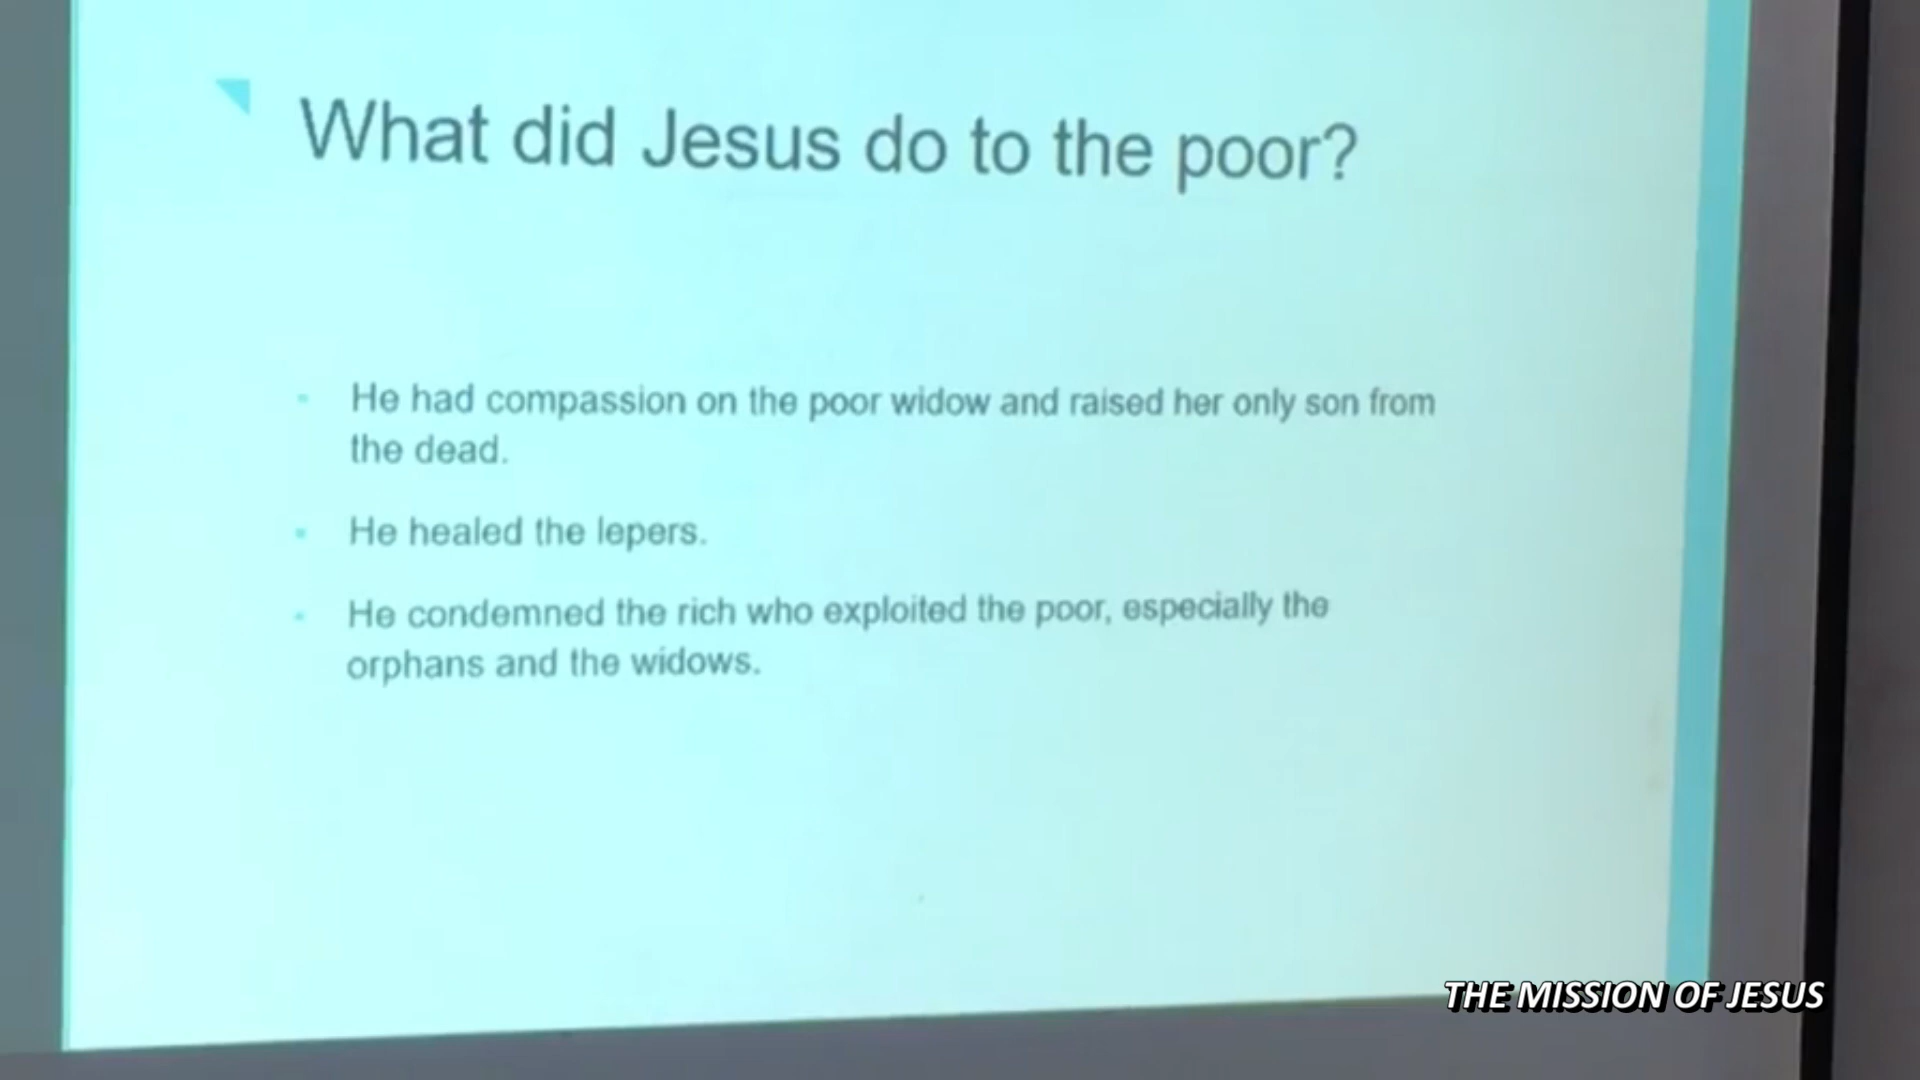 What did Jesus do to the poor?
He had compassion on the poor widow and raised her only son from
the dead.
He healed the lepers.
He condemned the rich who exploited the poor, especially the
orphans and the widows.
THE MISSION OF JESUS